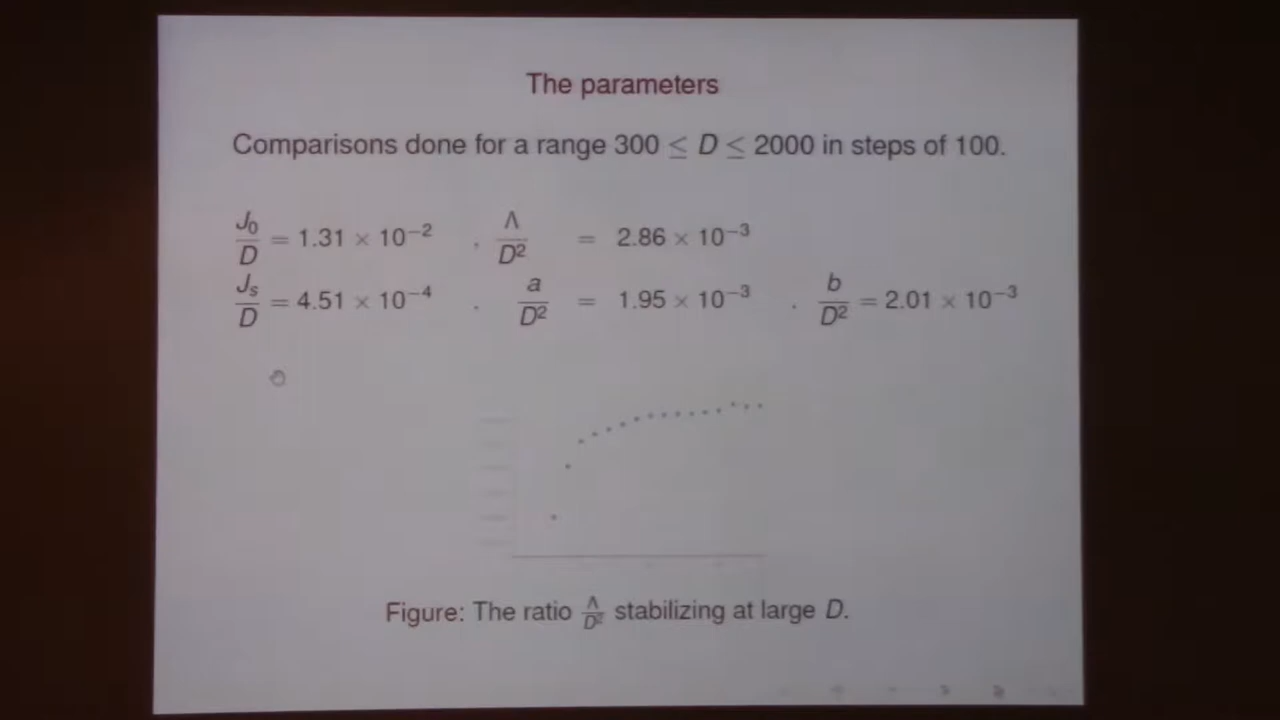 The parameters
Comparisons done for a range 300 ≤ D ≤ 2000 in steps of 100.
J₀/D = 1.31 × 10⁻² , Λ/D² = 2.86 × 10⁻³
Jₛ/D = 4.51 × 10⁻⁴ , a/D² = 1.95 × 10⁻³ , b/D² = 2.01 × 10⁻³
Figure: The ratio Λ/D² stabilizing at large D.